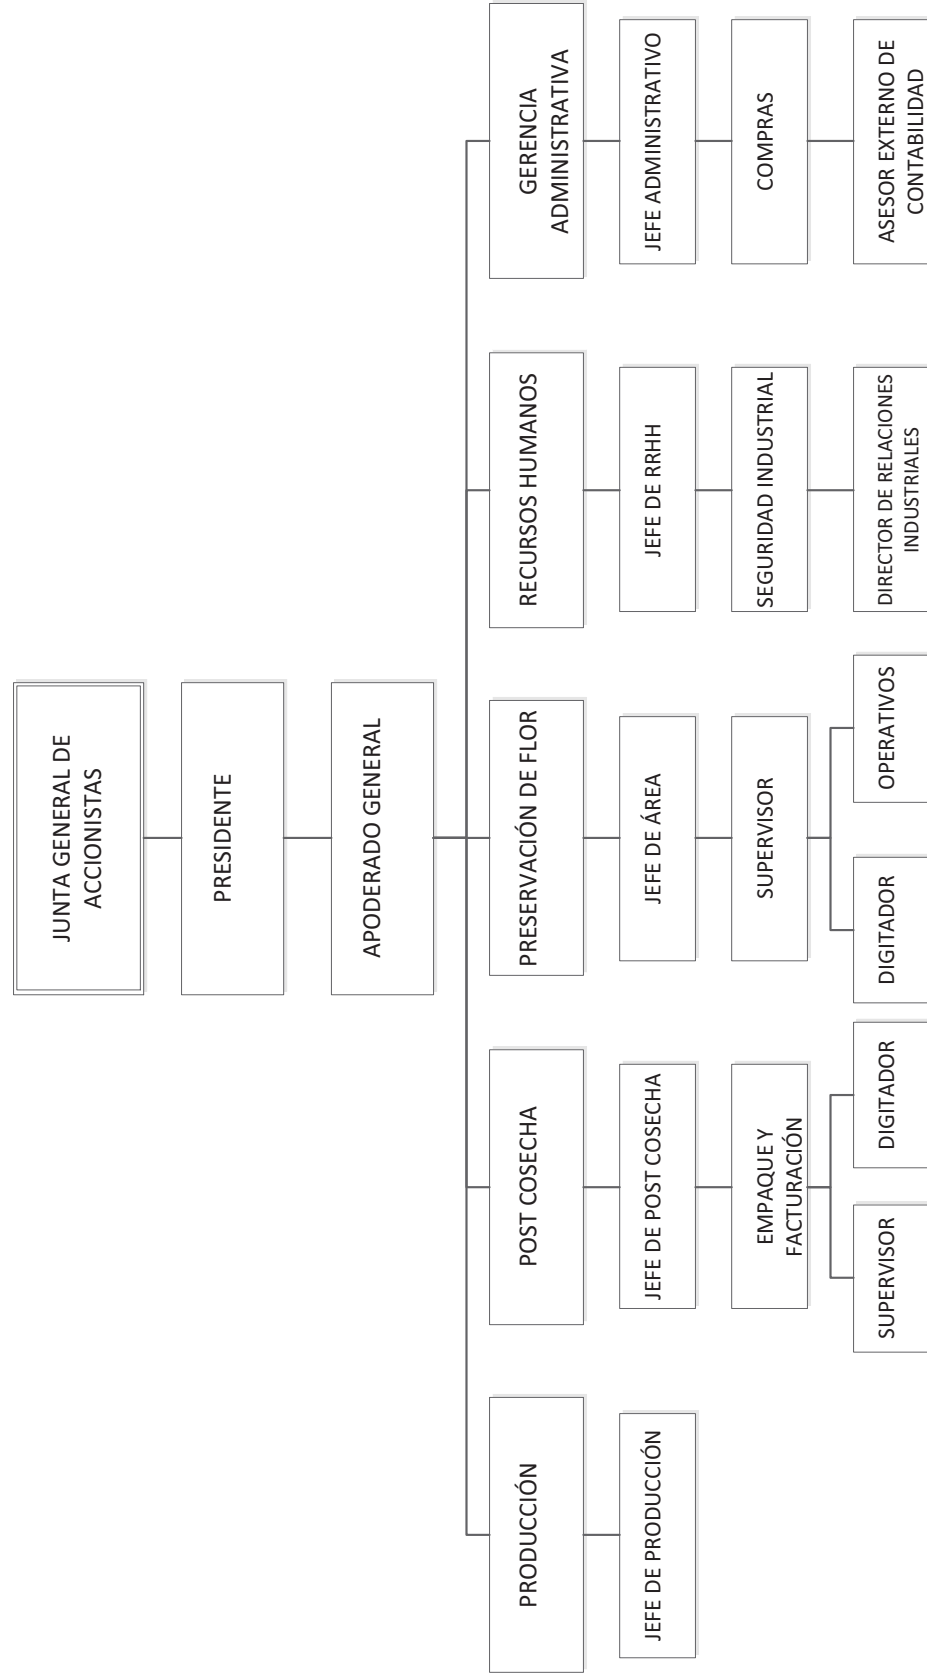 JUNTA GENERAL DE
ACCIONISTAS
PRESIDENTE
APODERADO GENERAL
PRODUCCIÓN
POST COSECHA
PRESERVACIÓN DE FLOR
RECURSOS HUMANOS
GERENCIA
ADMINISTRATIVA
JEFE DE PRODUCCIÓN
JEFE DE POST COSECHA
JEFE DE ÁREA
JEFE DE RRHH
JEFE ADMINISTRATIVO
EMPAQUE Y
FACTURACIÓN
SUPERVISOR
SEGURIDAD INDUSTRIAL
COMPRAS
SUPERVISOR
DIGITADOR
DIGITADOR
OPERATIVOS
DIRECTOR DE RELACIONES
INDUSTRIALES
ASESOR EXTERNO DE
CONTABILIDAD